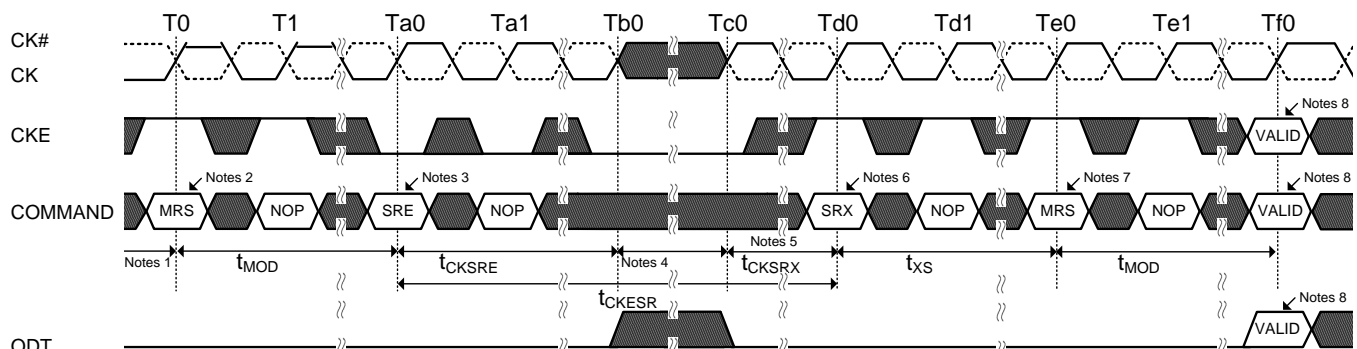 T0 T1 Ta0 Ta1 Tb0 Tc0 Td0 Td1 Te0 Te1 Tf0
CK#
CK
Notes 8
CKE
VALID
Notes 2 Notes 3 Notes 6 Notes 7 Notes 8
COMMAND MRS NOP SRE NOP SRX NOP MRS NOP VALID
Notes 1 tMOD tCKSRE Notes 4 Notes 5 tCKSRX tXS tMOD
tCKESR
Notes 8
VALID
ODT